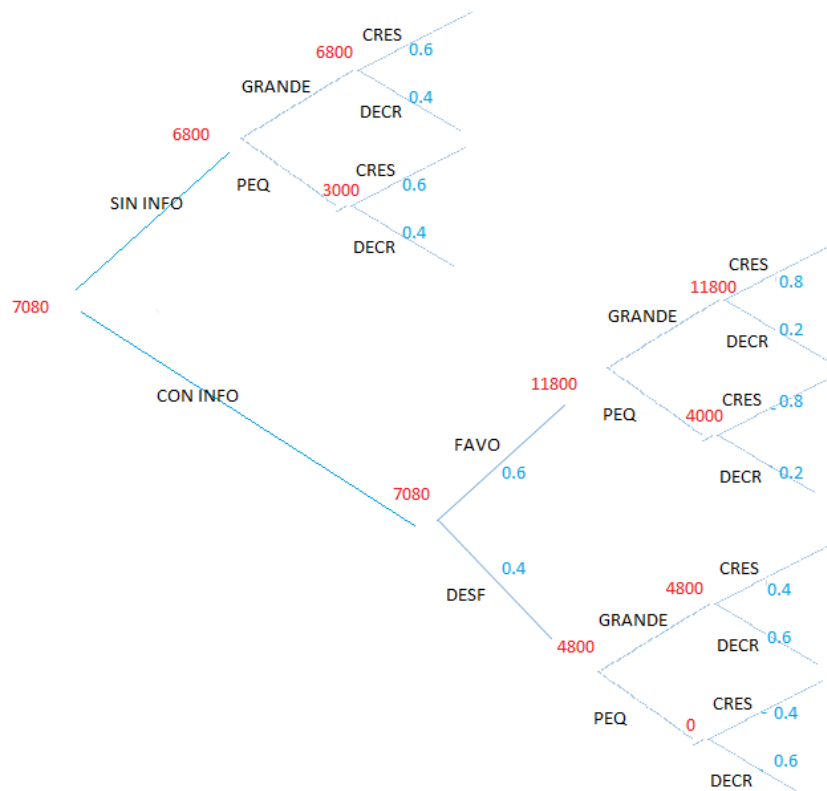 CRES
0.6
6800
GRANDE
0.4
DECR
6800
CRES
PEQ
3000
0.6
SIN INFO
0.4
DECR
7080
CRES
0.8
11800
GRANDE
0.2
DECR
CON INFO
11800
CRES
0.8
4000
PEQ
FAVO
0.6
DECR
0.2
7080
0.4
DESF
CRES
4800
0.4
GRANDE
0.6
DECR
4800
CRES
0.4
PEQ
0
0.6
DECR